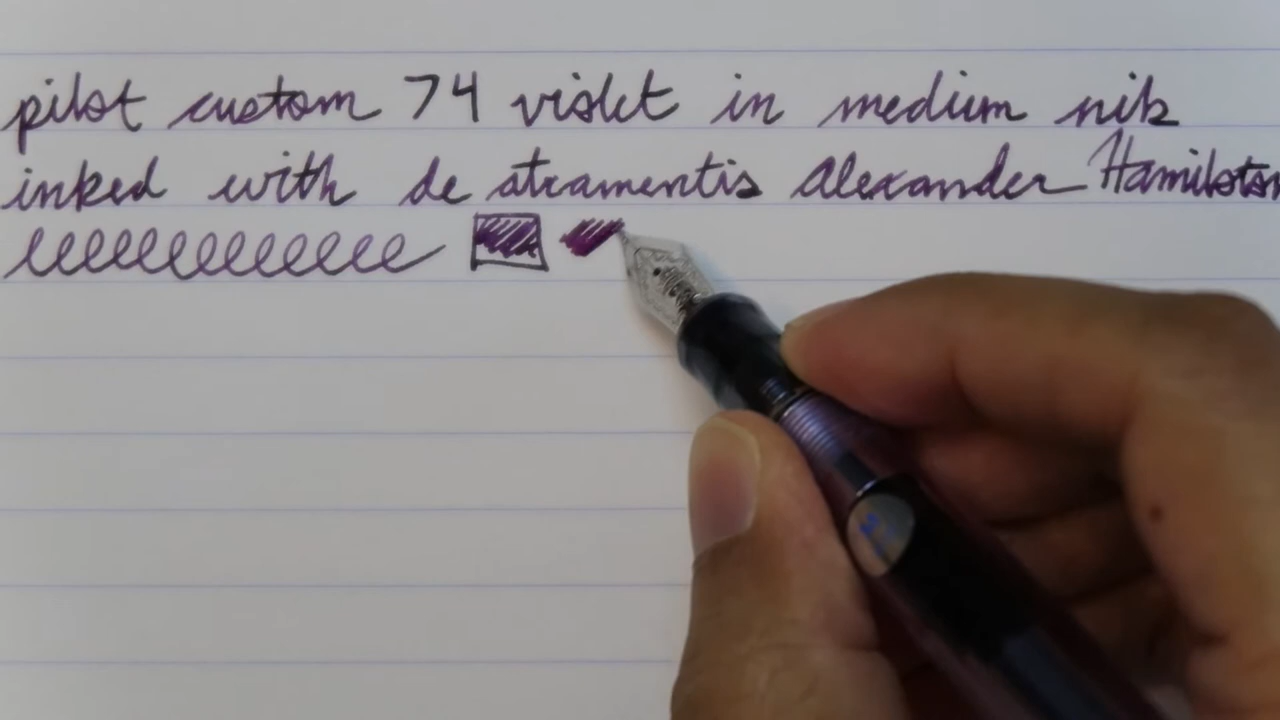 pilot custom 74 violet in medium nib
inked with de atramentis Alexander Hamilton